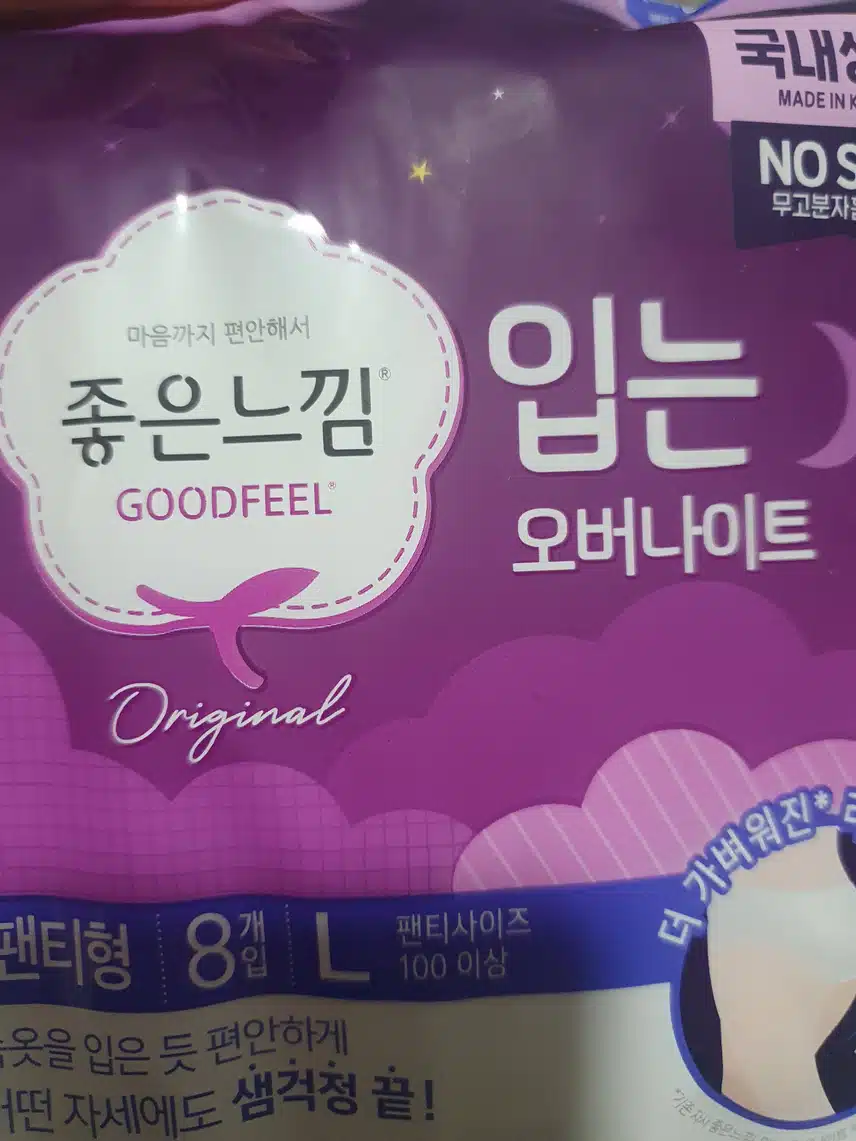 국내생
MADE IN K
NO S
무고분자흡
마음까지 편안해서
좋은느낌®
GOODFEEL®
입는
오버나이트
Original
더 가벼워진*
팬티형
8개입
L
팬티사이즈
100 이상
속옷을 입은 듯 편안하게
어떤 자세에도 샘걱정 끝!